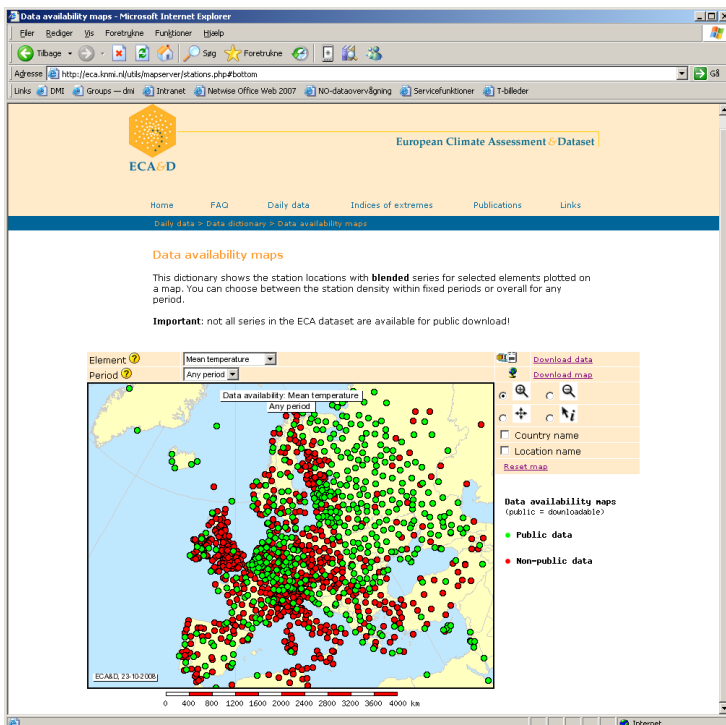 Data availability maps - Microsoft Internet Explorer
Filer Rediger Vis Foretrukne Funktioner Hjælp
Tilbage Søg Foretrukne
Adresse http://eca.knmi.nl/utils/mapserver/stations.php#bottom Gå
Links DMI Groups — dmi Intranet Netwise Office Web 2007 NO-dataovervågning Servicefunktioner T-billeder
European Climate Assessment & Dataset
ECA&D
Home FAQ Daily data Indices of extremes Publications Links
Daily data > Data dictionary > Data availability maps
Data availability maps
This dictionary shows the station locations with blended series for selected elements plotted on
a map. You can choose between the station density within fixed periods or overall for any
period.
Important: not all series in the ECA dataset are available for public download!
Element ? Mean temperature Download data
Period ? Any period Download map
Data availability: Mean temperature
Any period
Country name
Location name
Reset map
Data availability maps
(public = downloadable)
Public data
Non-public data
ECA&D, 23-10-2008
0 400 800 1200 1600 2000 2400 2800 3200 3600 4000 km
Internet